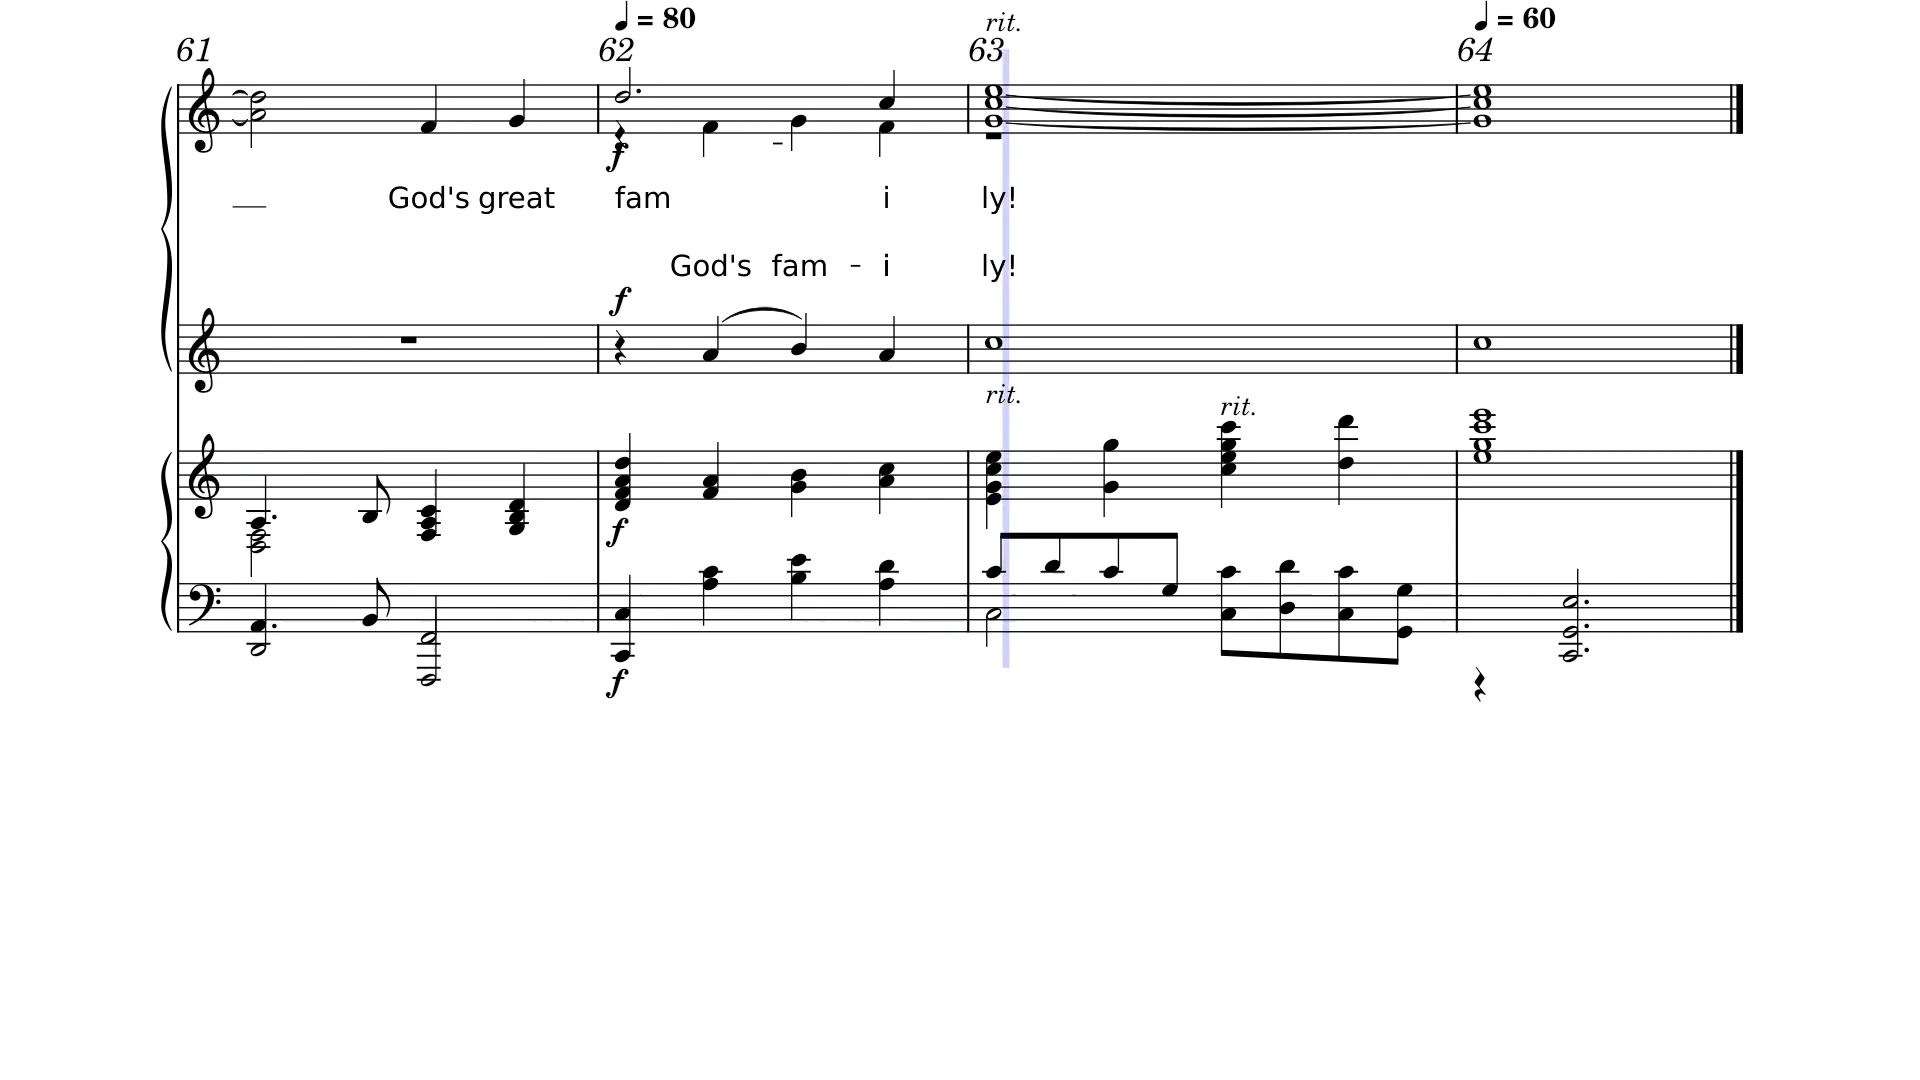 ♩ = 80 rit. ♩ = 60
61 62 63 64
f
God's great fam i ly!
God's fam - i ly!
f
rit.
rit.
f
f